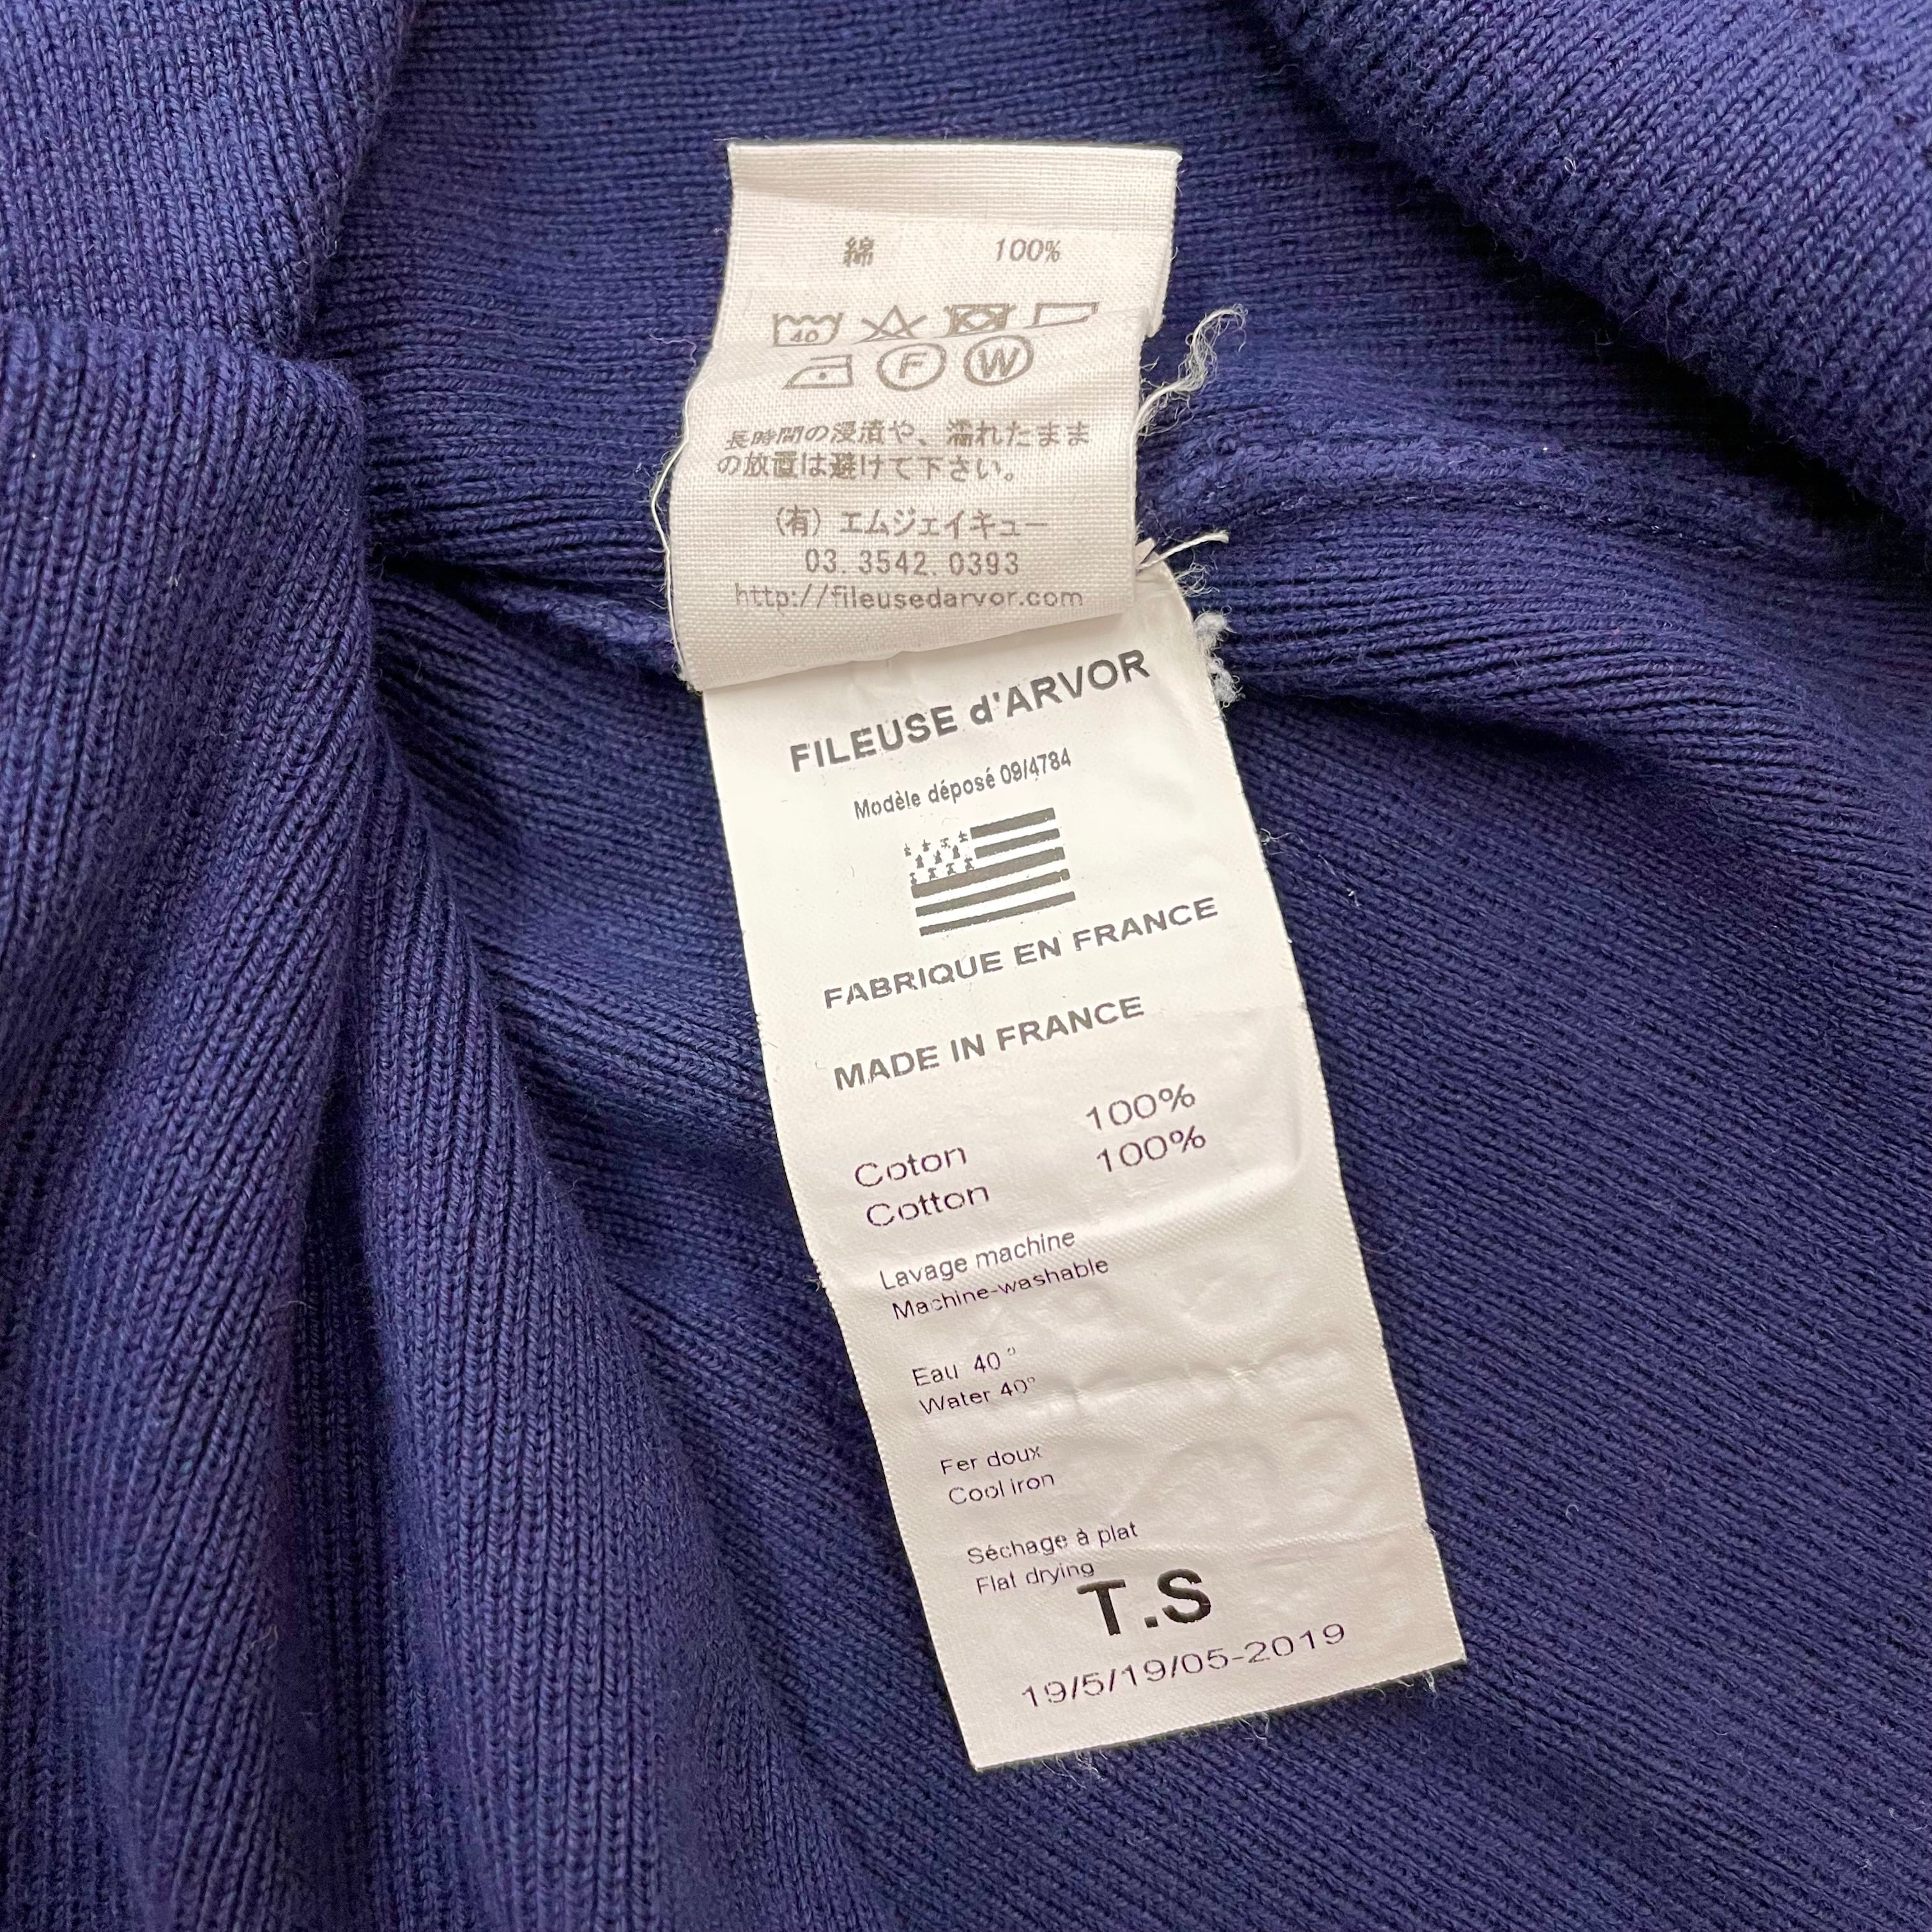 綿 100%
40
F W
長時間の浸漬や、濡れたまま
の放置は避けて下さい。
(有) エムジェイキュー
03. 3542. 0393
http://fileusedarvor.com
FILEUSE d'ARVOR
Modèle déposé 09/4784
FABRIQUE EN FRANCE
MADE IN FRANCE
Coton 100%
Cotton 100%
Lavage machine
Machine-washable
Eau 40°
Water 40°
Fer doux
Cool iron
Séchage à plat
Flat drying
T.S
19/5/19/05-2019